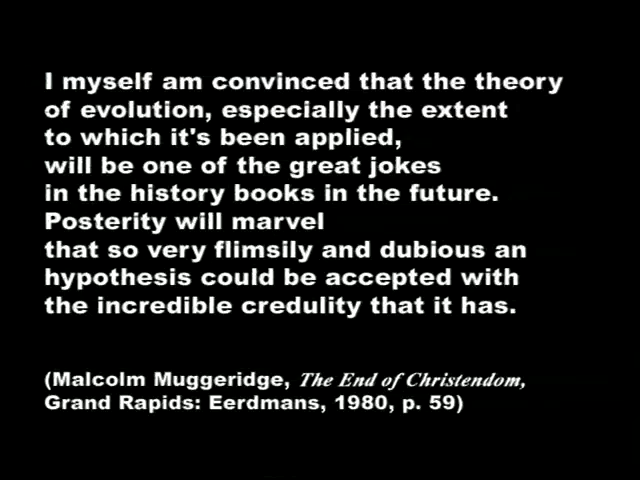 I myself am convinced that the theory
of evolution, especially the extent
to which it's been applied,
will be one of the great jokes
in the history books in the future.
Posterity will marvel
that so very flimsily and dubious an
hypothesis could be accepted with
the incredible credulity that it has.
(Malcolm Muggeridge, The End of Christendom,
Grand Rapids: Eerdmans, 1980, p. 59)